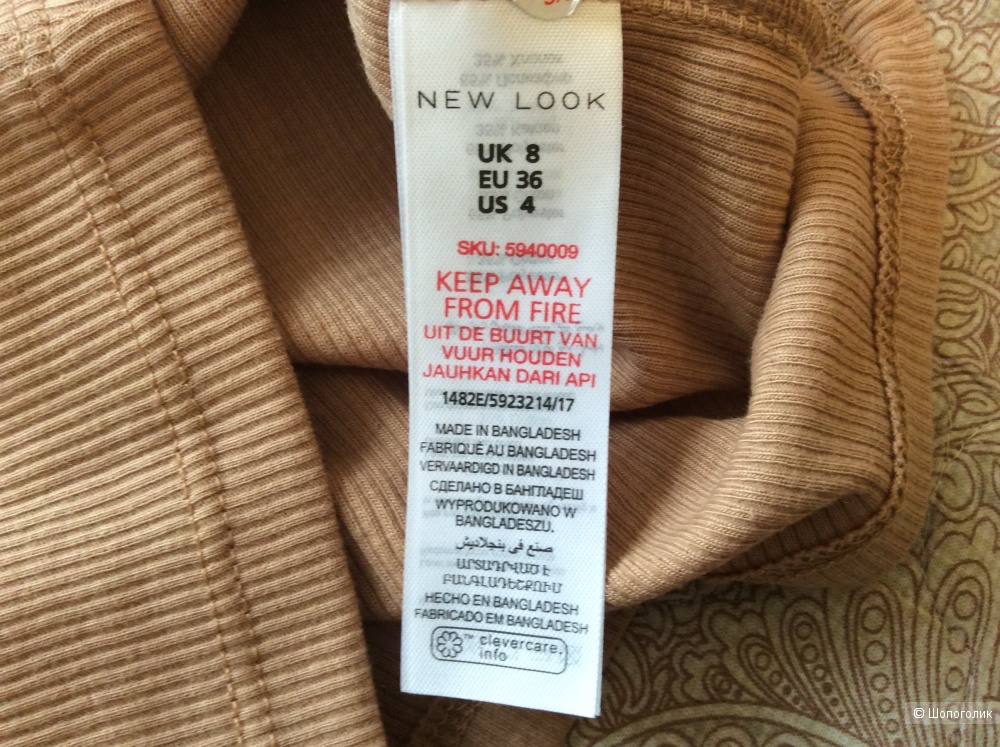 NEW LOOK
UK 8
EU 36
US 4
SKU: 5940009
KEEP AWAY
FROM FIRE
UIT DE BUURT VAN
VUUR HOUDEN
JAUHKAN DARI API
1482E/5923214/17
MADE IN BANGLADESH
FABRIQUÉ AU BANGLADESH
VERVAARDIGD IN BANGLADESH
СДЕЛАНО В БАНГЛАДЕШ
WYPRODUKOWANO W
BANGLADESZU.
صنع في بنجلاديش
ԱՐՏԱԴՐՎԱԾ Է
ԲԱՆԳԼԱԴԵՇՔՈՒՄ
HECHO EN BANGLADESH
FABRICADO EM BANGLADESH
™ clevercare.
info
© Шопоголик